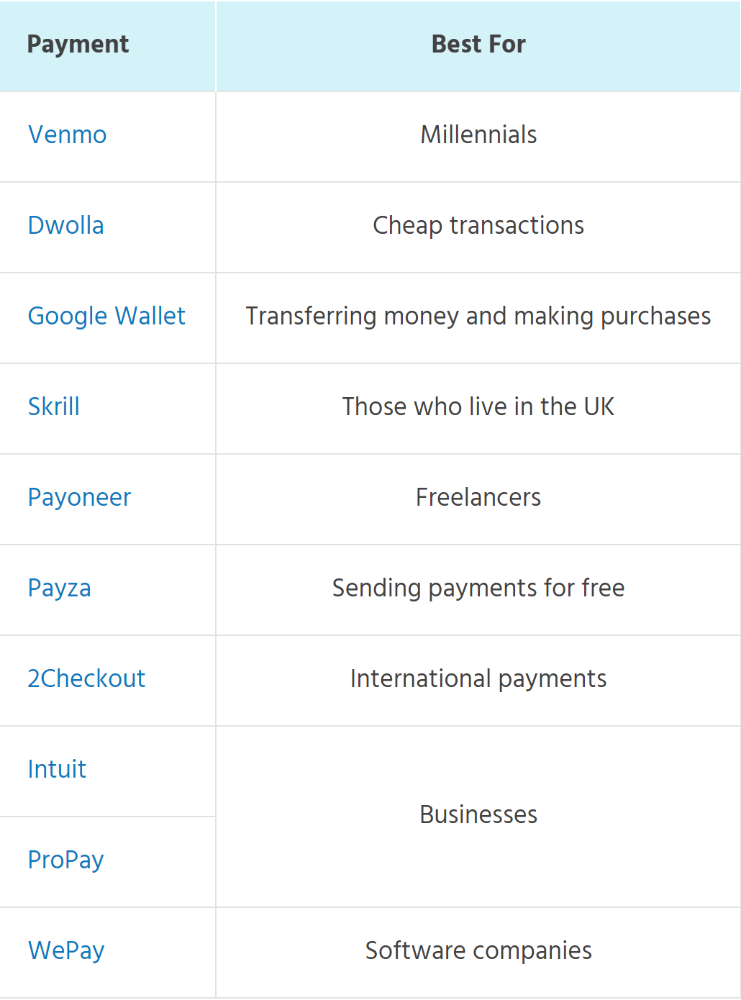 Payment Best For
Venmo Millennials
Dwolla Cheap transactions
Google Wallet Transferring money and making purchases
Skrill Those who live in the UK
Payoneer Freelancers
Payza Sending payments for free
2Checkout International payments
Intuit
Businesses
ProPay
WePay Software companies